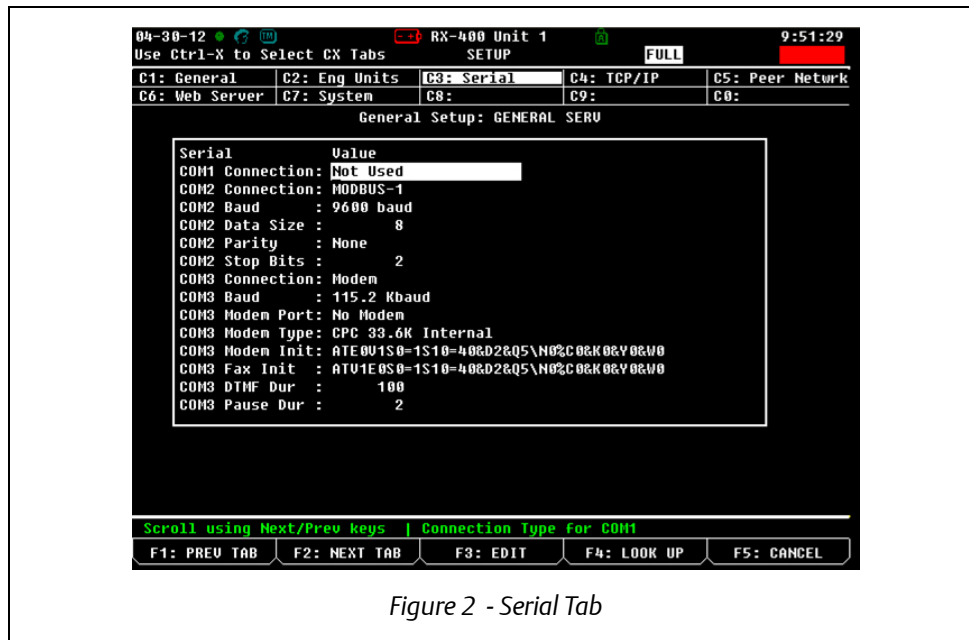 04-30-12 RX-400 Unit 1 9:51:29
Use Ctrl-X to Select CX Tabs SETUP FULL
C1: General C2: Eng Units C3: Serial C4: TCP/IP C5: Peer Netwrk
C6: Web Server C7: System C8: C9: C0:
General Setup: GENERAL SERV
Serial Value
COM1 Connection: Not Used
COM2 Connection: MODBUS-1
COM2 Baud : 9600 baud
COM2 Data Size : 8
COM2 Parity : None
COM2 Stop Bits : 2
COM3 Connection: Modem
COM3 Baud : 115.2 Kbaud
COM3 Modem Port: No Modem
COM3 Modem Type: CPC 33.6K Internal
COM3 Modem Init: ATE0V1S0=1S10=40&D2&Q5\N0%C0&K0&Y0&W0
COM3 Fax Init : ATV1E0S0=1S10=40&D2&Q5\N0%C0&K0&Y0&W0
COM3 DTMF Dur : 100
COM3 Pause Dur : 2
Scroll using Next/Prev keys | Connection Type for COM1
F1: PREV TAB F2: NEXT TAB F3: EDIT F4: LOOK UP F5: CANCEL
Figure 2 - Serial Tab